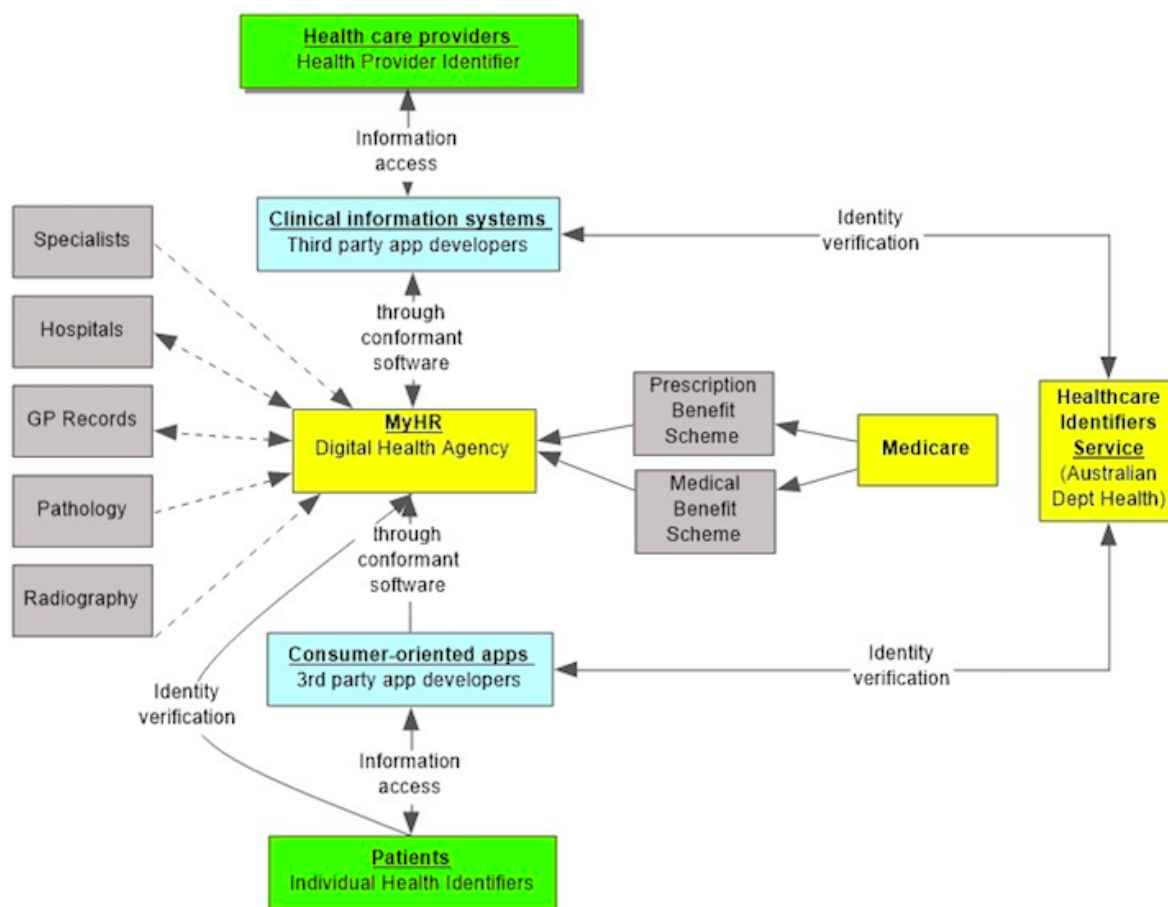 Health care providers
Health Provider Identifier
Information
access
Clinical information systems
Third party app developers
Identity
verification
Specialists
Hospitals
GP Records
Pathology
Radiography
through
conformant
software
MyHR
Digital Health Agency
Prescription
Benefit
Scheme
Medical
Benefit
Scheme
Medicare
Healthcare
Identifiers
Service
(Australian
Dept Health)
through
conformant
software
Consumer-oriented apps
3rd party app developers
Identity
verification
Identity
verification
Information
access
Patients
Individual Health Identifiers